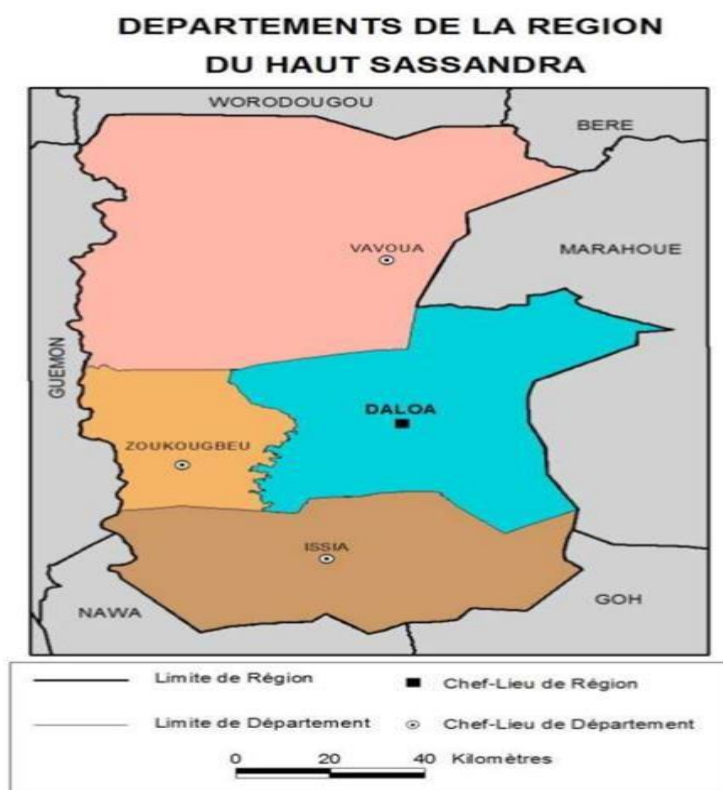 DEPARTEMENTS DE LA REGION
DU HAUT SASSANDRA
WORODOUGOU
BERE
VAVOUA
MARAHOUE
GUEMON
DALOA
ZOUKOUGBEU
ISSIA
NAWA
GOH
Limite de Région
Chef-Lieu de Région
Limite de Département
Chef-Lieu de Département
0 20 40 Kilomètres